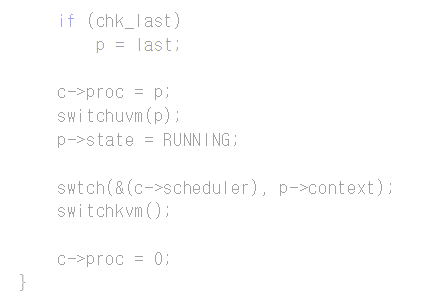 if (chk_last)
p = last;
c->proc = p;
switchuvm(p);
p->state = RUNNING;
swtch(&(c->scheduler), p->context);
switchkvm();
c->proc = 0;
}